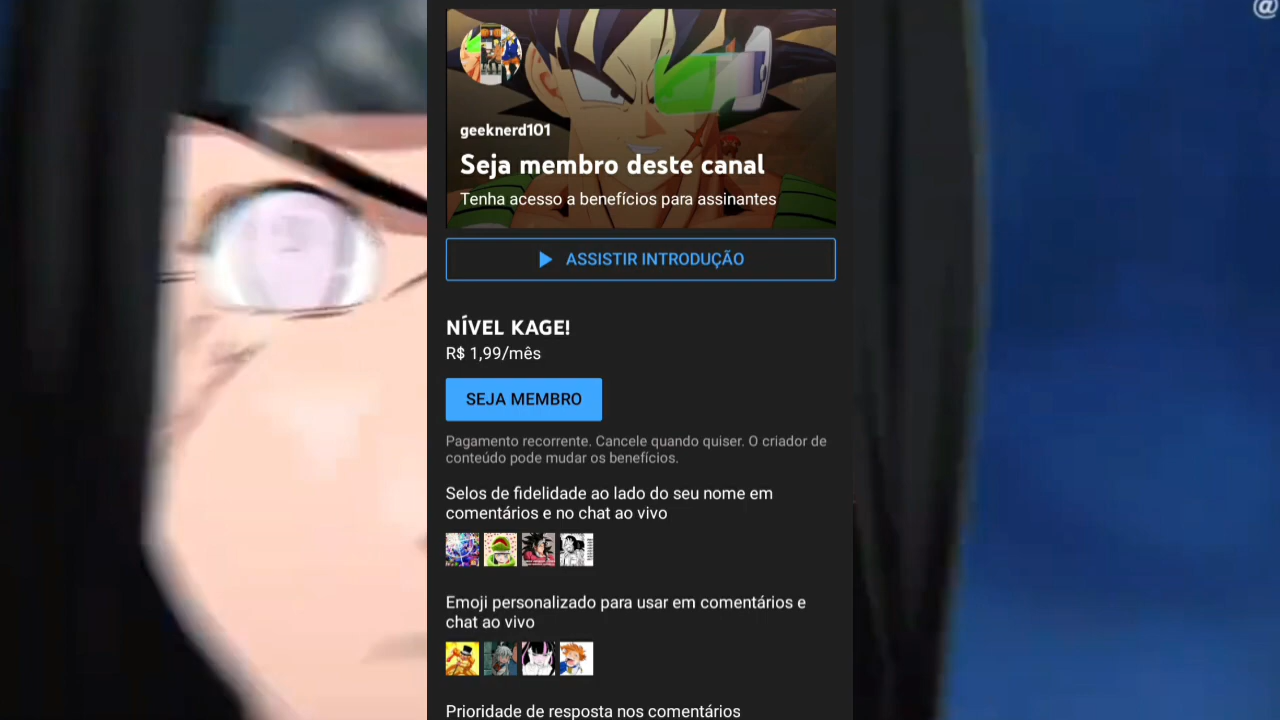 @
geeknerd101
Seja membro deste canal
Tenha acesso a benefícios para assinantes
ASSISTIR INTRODUÇÃO
NÍVEL KAGE!
R$ 1,99/mês
SEJA MEMBRO
Pagamento recorrente. Cancele quando quiser. O criador de
conteúdo pode mudar os benefícios.
Selos de fidelidade ao lado do seu nome em
comentários e no chat ao vivo
Emoji personalizado para usar em comentários e
chat ao vivo
Prioridade de resposta nos comentários